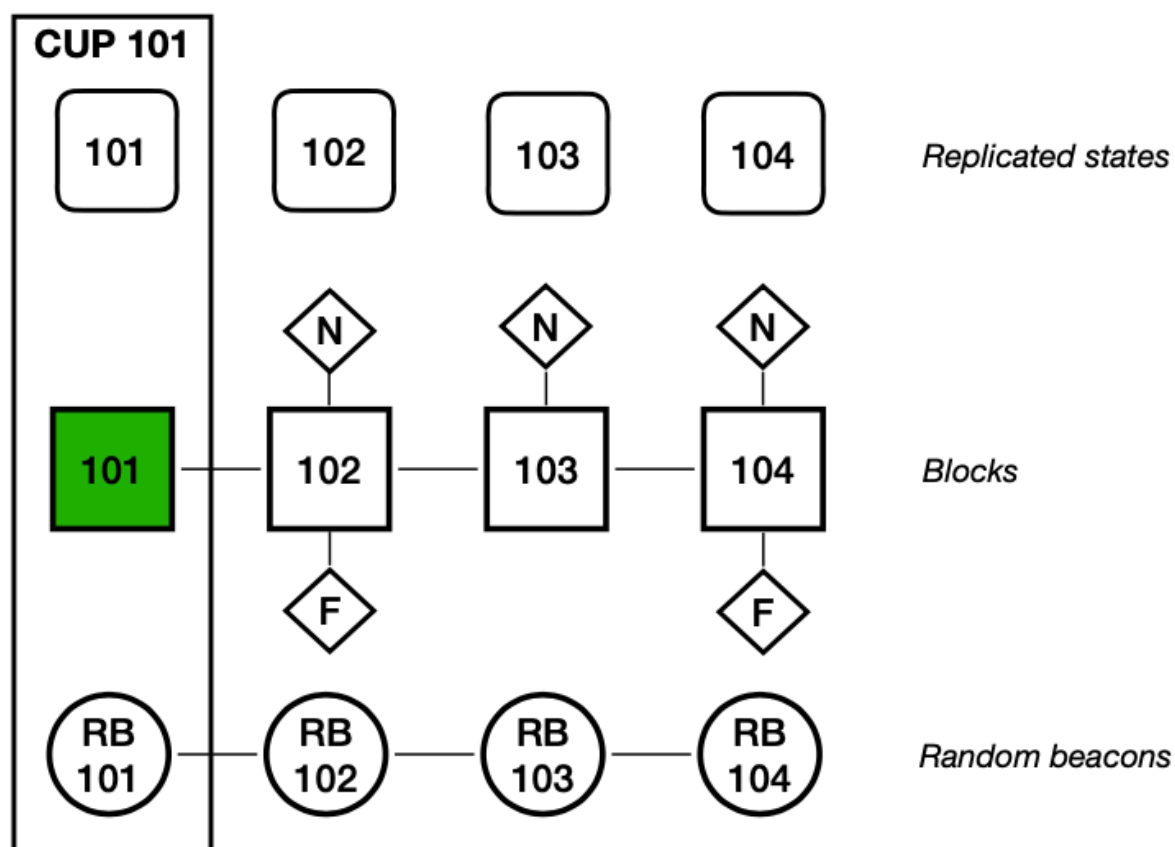 CUP 101
101
102
103
104
Replicated states
N
N
N
101
102
103
104
Blocks
F
F
RB
101
RB
102
RB
103
RB
104
Random beacons